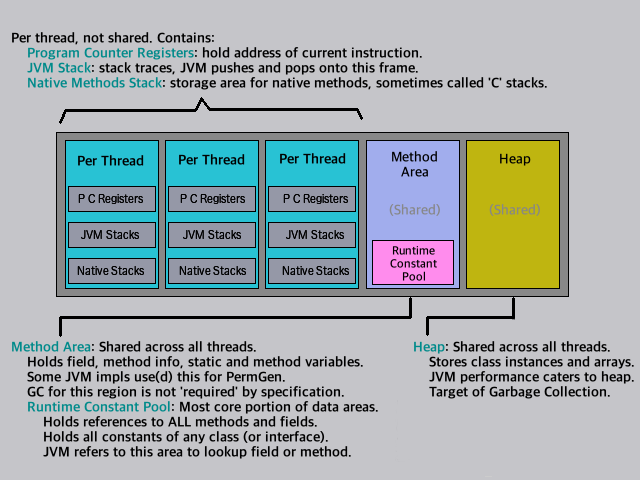 Per thread, not shared. Contains:
Program Counter Registers: hold address of current instruction.
JVM Stack: stack traces, JVM pushes and pops onto this frame.
Native Methods Stack: storage area for native methods, sometimes called 'C' stacks.
Per Thread
P C Registers
JVM Stacks
Native Stacks
Per Thread
P C Registers
JVM Stacks
Native Stacks
Per Thread
P C Registers
JVM Stacks
Native Stacks
Method
Area
(Shared)
Runtime
Constant
Pool
Heap
(Shared)
Method Area: Shared across all threads.
Holds field, method info, static and method variables.
Some JVM impls use(d) this for PermGen.
GC for this region is not 'required' by specification.
Runtime Constant Pool: Most core portion of data areas.
Holds references to ALL methods and fields.
Holds all constants of any class (or interface).
JVM refers to this area to lookup field or method.
Heap: Shared across all threads.
Stores class instances and arrays.
JVM performance caters to heap.
Target of Garbage Collection.